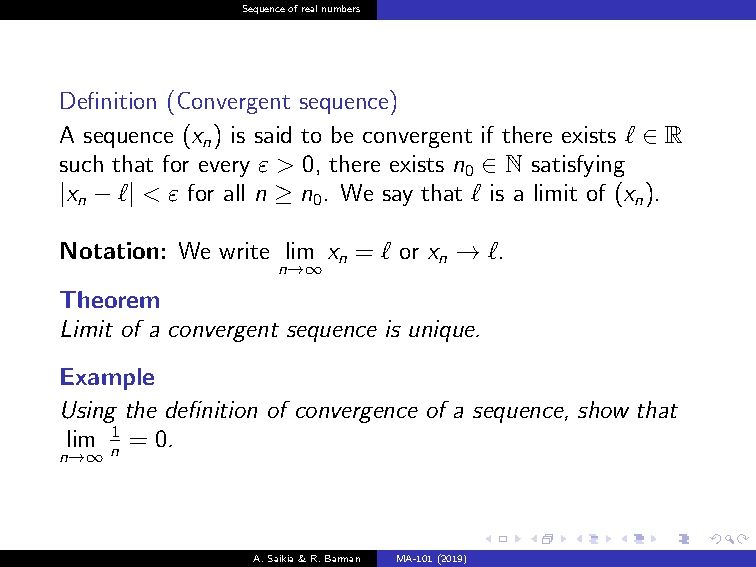 Sequence of real numbers
Definition (Convergent sequence)
A sequence (xₙ) is said to be convergent if there exists ℓ ∈ ℝ
such that for every ε > 0, there exists n₀ ∈ ℕ satisfying
|xₙ − ℓ| < ε for all n ≥ n₀. We say that ℓ is a limit of (xₙ).
Notation: We write lim n→∞ xₙ = ℓ or xₙ → ℓ.
Theorem
Limit of a convergent sequence is unique.
Example
Using the definition of convergence of a sequence, show that
lim n→∞ 1/n = 0.
A. Saikia & R. Barman MA-101 (2019)